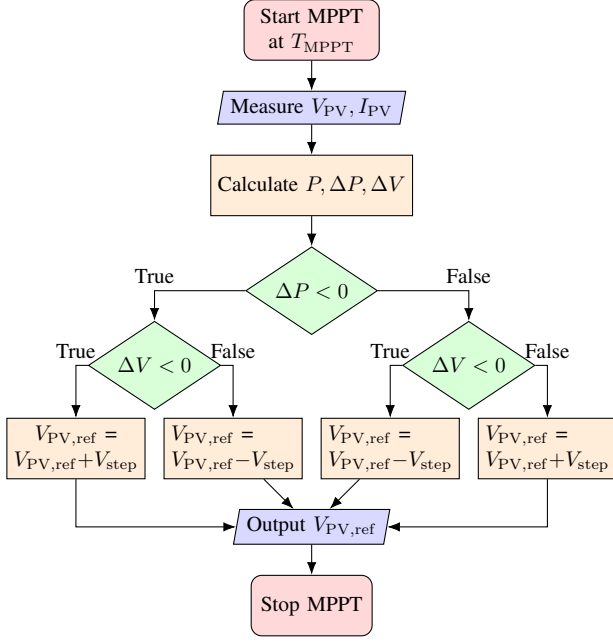 Start MPPT
at T_MPPT
Measure V_PV, I_PV
Calculate P, ΔP, ΔV
True
False
ΔP < 0
True
ΔV < 0
False
True
ΔV < 0
False
V_PV,ref =
V_PV,ref+V_step
V_PV,ref =
V_PV,ref−V_step
V_PV,ref =
V_PV,ref−V_step
V_PV,ref =
V_PV,ref+V_step
Output V_PV,ref
Stop MPPT